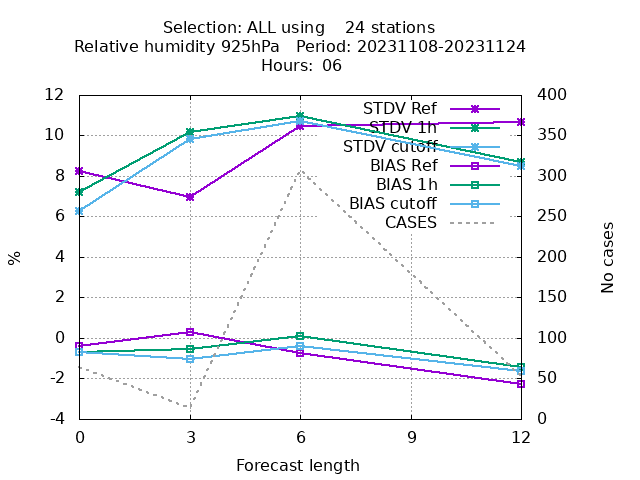 Selection: ALL using    24 stations
Relative humidity 925hPa   Period: 20231108-20231124
Hours: 06
STDV Ref
STDV 1h
STDV cutoff
BIAS Ref
BIAS 1h
BIAS cutoff
CASES
12
10
8
6
4
2
0
-2
-4
%
400
350
300
250
200
150
100
50
0
No cases
0 3 6 9 12
Forecast length